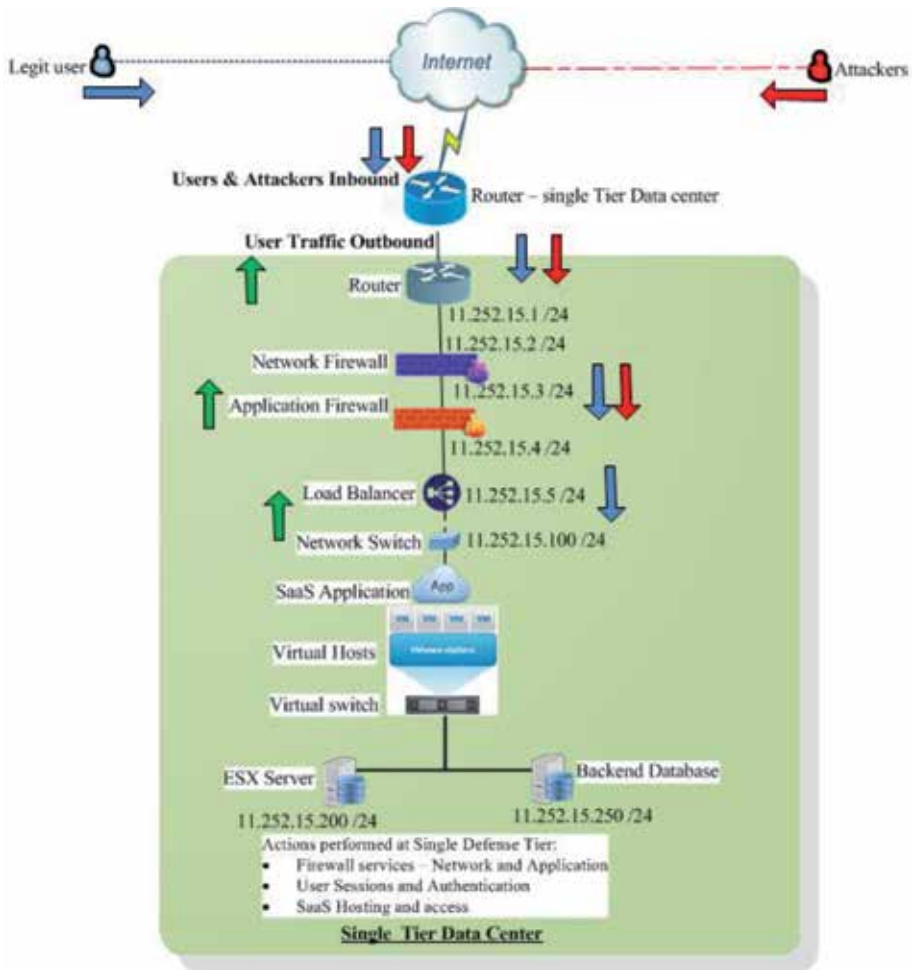 Internet
Legit user
Attackers
Users & Attackers Inbound
Router – single Tier Data center
User Traffic Outbound
Router
11.252.15.1 /24
11.252.15.2 /24
Network Firewall
11.252.15.3 /24
Application Firewall
11.252.15.4 /24
Load Balancer
11.252.15.5 /24
Network Switch
11.252.15.100 /24
SaaS Application
App
VM VM VM VM
Virtual Hosts
Virtual switch
ESX Server
Backend Database
11.252.15.200 /24
11.252.15.250 /24
Actions performed at Single Defense Tier:
• Firewall services – Network and Application
• User Sessions and Authentication
• SaaS Hosting and access
Single Tier Data Center